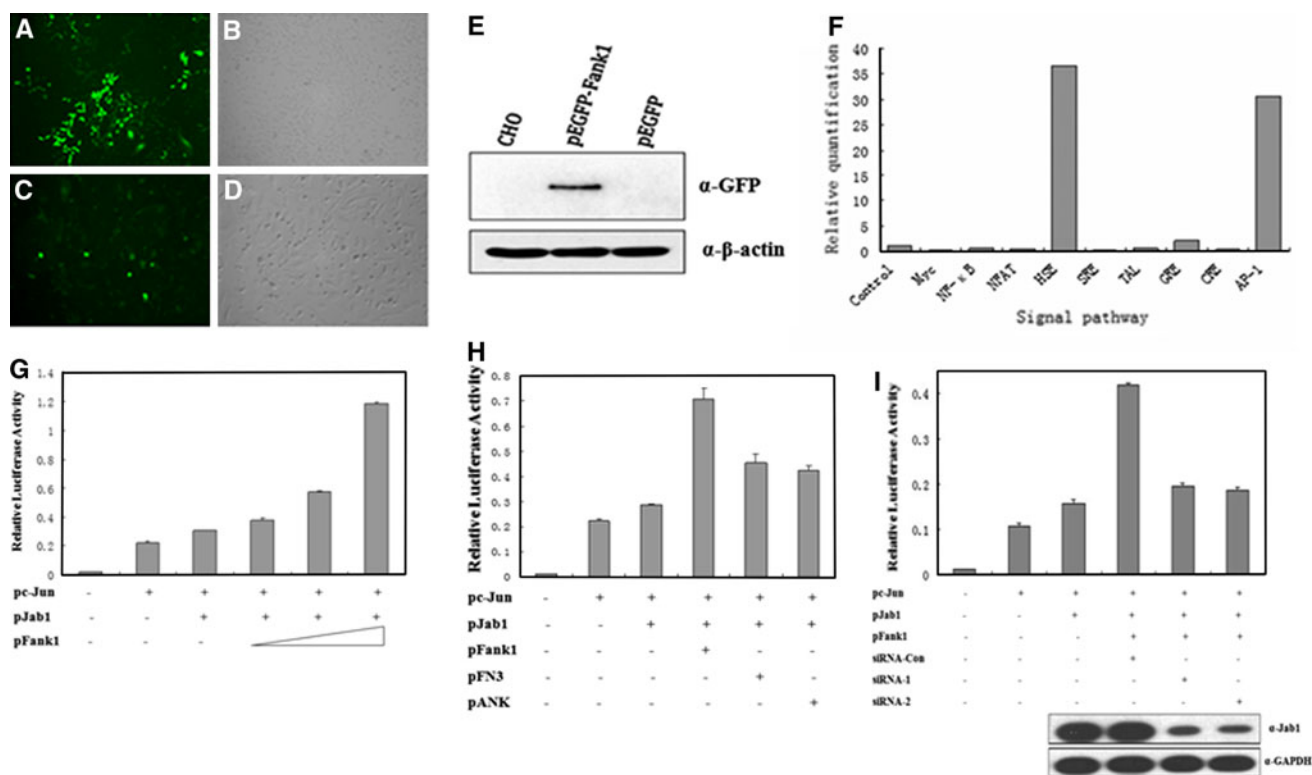 A
B
C
D
E
CHO
pEGFP-Fank1
pEGFP
α-GFP
α-β-actin
F
Relative quantification
40
35
30
25
20
15
10
5
0
Control
Myc
NF-κB
NFAT
HSE
SRE
TAL
GRE
CRE
AP-1
Signal pathway
G
Relative Luciferase Activity
1.4
1.2
1
0.8
0.6
0.4
0.2
0
pc-Jun - + + + + +
pJab1 - - + + + +
pFank1 - - -
H
Relative Luciferase Activity
0.8
0.7
0.6
0.5
0.4
0.3
0.2
0.1
0
pc-Jun - + + + + +
pJab1 - - + + + +
pFank1 - - - + - -
pFN3 - - - - + -
pANK - - - - - +
I
Relative Luciferase Activity
0.4
0.3
0.2
0.1
0
pc-Jun - + + + + +
pJab1 - - + + + +
pFank1 - - - + + +
siRNA-Con - - - + - -
siRNA-1 - - - - + -
siRNA-2 - - - - - +
α-Jab1
α-GAPDH